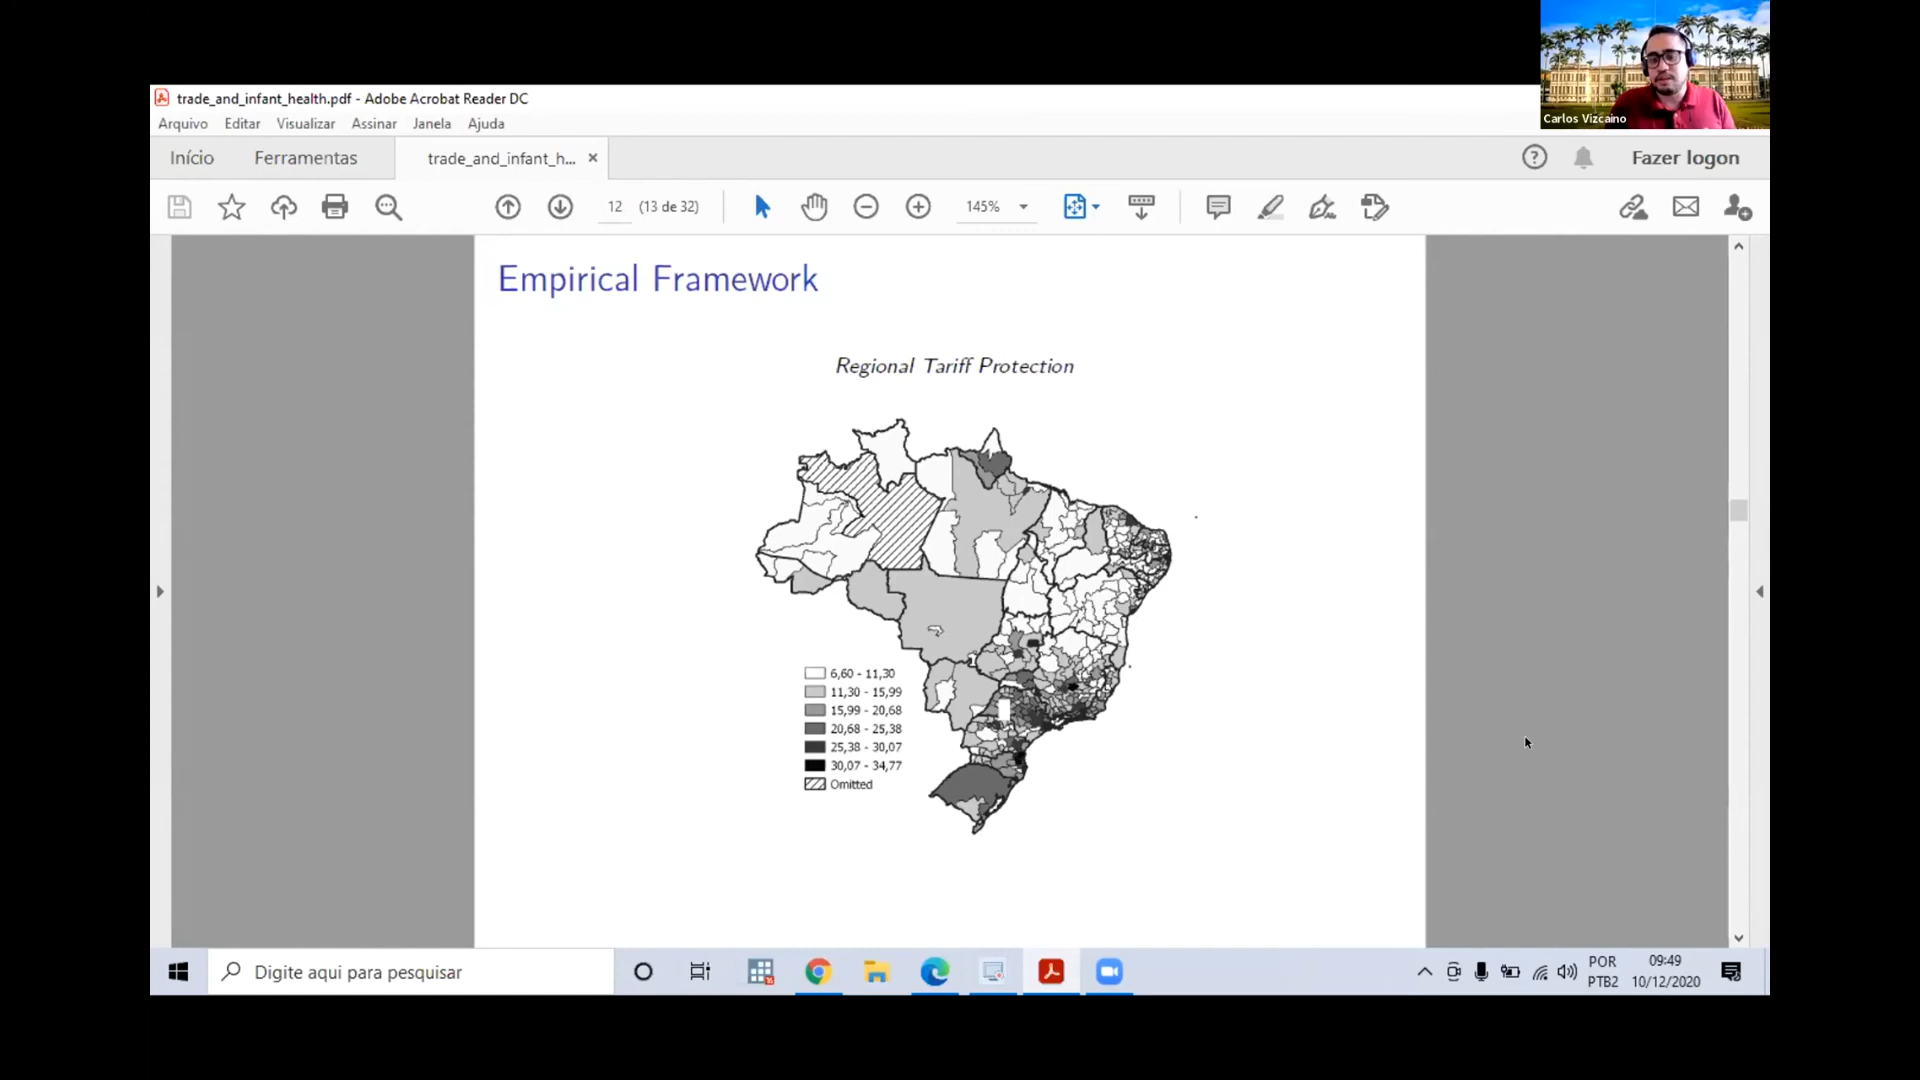 Carlos Vizcaino
trade_and_infant_health.pdf - Adobe Acrobat Reader DC
Arquivo Editar Visualizar Assinar Janela Ajuda
Início Ferramentas trade_and_infant_h... × Fazer logon
12 (13 de 32) 145%
Empirical Framework
Regional Tariff Protection
6,60 - 11,30
11,30 - 15,99
15,99 - 20,68
20,68 - 25,38
25,38 - 30,07
30,07 - 34,77
Omitted
Digite aqui para pesquisar
POR 09:49
PTB2 10/12/2020